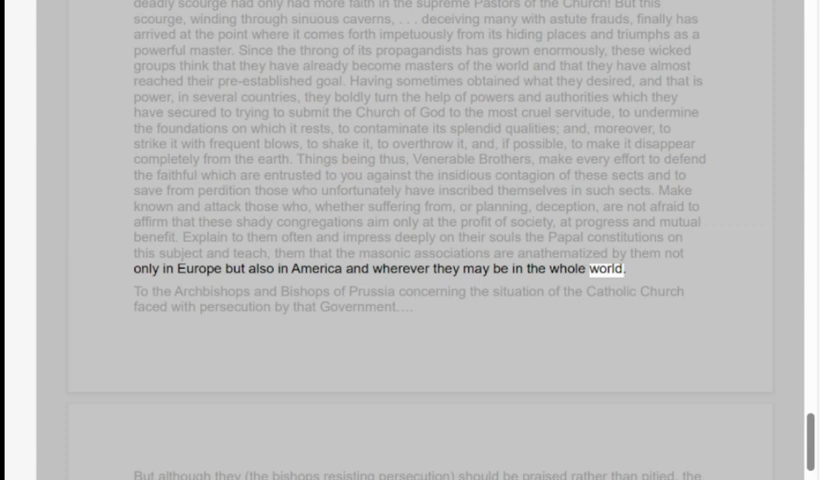 deadly scourge had only had more faith in the supreme Pastors of the Church! But this
scourge, winding through sinuous caverns, . . . deceiving many with astute frauds, finally has
arrived at the point where it comes forth impetuously from its hiding places and triumphs as a
powerful master. Since the throng of its propagandists has grown enormously, these wicked
groups think that they have already become masters of the world and that they have almost
reached their pre-established goal. Having sometimes obtained what they desired, and that is
power, in several countries, they boldly turn the help of powers and authorities which they
have secured to trying to submit the Church of God to the most cruel servitude, to undermine
the foundations on which it rests, to contaminate its splendid qualities; and, moreover, to
strike it with frequent blows, to shake it, to overthrow it, and, if possible, to make it disappear
completely from the earth. Things being thus, Venerable Brothers, make every effort to defend
the faithful which are entrusted to you against the insidious contagion of these sects and to
save from perdition those who unfortunately have inscribed themselves in such sects. Make
known and attack those who, whether suffering from, or planning, deception, are not afraid to
affirm that these shady congregations aim only at the profit of society, at progress and mutual
benefit. Explain to them often and impress deeply on their souls the Papal constitutions on
this subject and teach, them that the masonic associations are anathematized by them not
only in Europe but also in America and wherever they may be in the whole world.
To the Archbishops and Bishops of Prussia concerning the situation of the Catholic Church
faced with persecution by that Government....
But although they (the bishops resisting persecution) should be praised rather than pitied, the